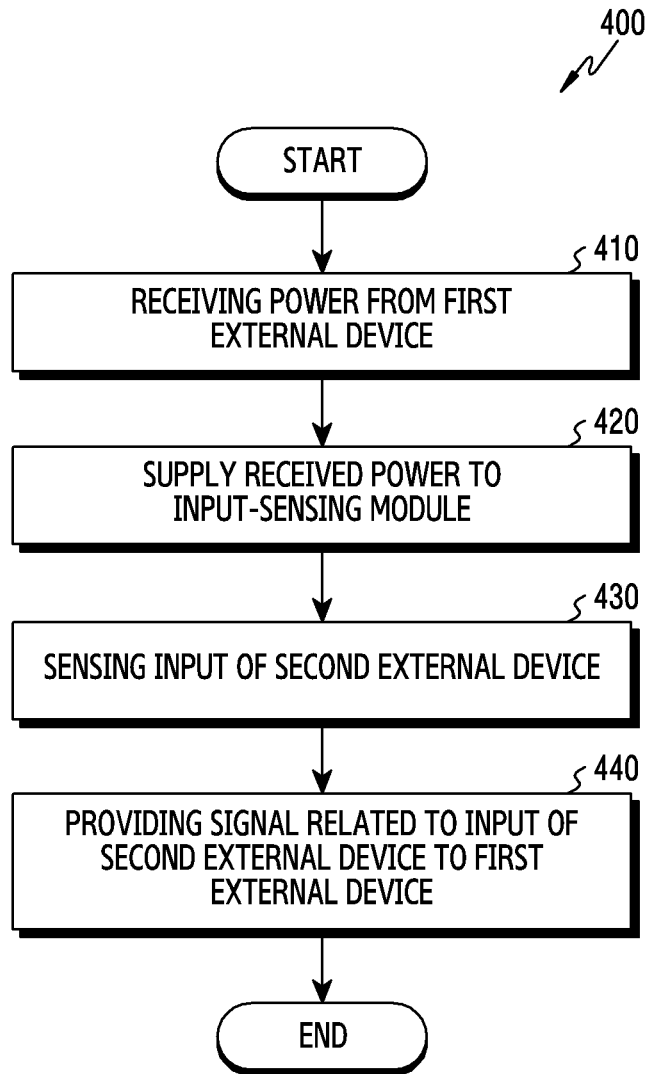 400
START
410
RECEIVING POWER FROM FIRST
EXTERNAL DEVICE
420
SUPPLY RECEIVED POWER TO
INPUT-SENSING MODULE
430
SENSING INPUT OF SECOND EXTERNAL DEVICE
440
PROVIDING SIGNAL RELATED TO INPUT OF
SECOND EXTERNAL DEVICE TO FIRST
EXTERNAL DEVICE
END